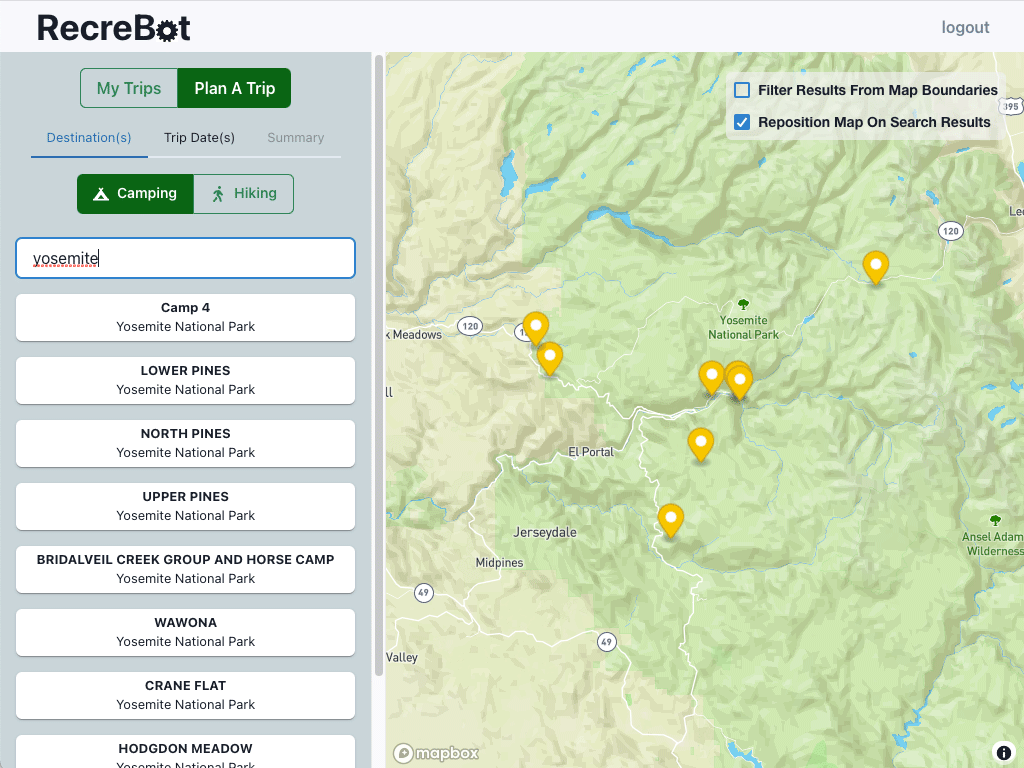 RecreBot
logout
My Trips
Plan A Trip
Destination(s)
Trip Date(s)
Summary
Camping
Hiking
yosemite
Camp 4
Yosemite National Park
LOWER PINES
Yosemite National Park
NORTH PINES
Yosemite National Park
UPPER PINES
Yosemite National Park
BRIDALVEIL CREEK GROUP AND HORSE CAMP
Yosemite National Park
WAWONA
Yosemite National Park
CRANE FLAT
Yosemite National Park
HODGDON MEADOW
Yosemite National Park
Filter Results From Map Boundaries
Reposition Map On Search Results
395
120
Yosemite
National Park
120
k Meadows
ll
El Portal
Jerseydale
Midpines
Ansel Adam
Wilderness
49
49
Valley
mapbox